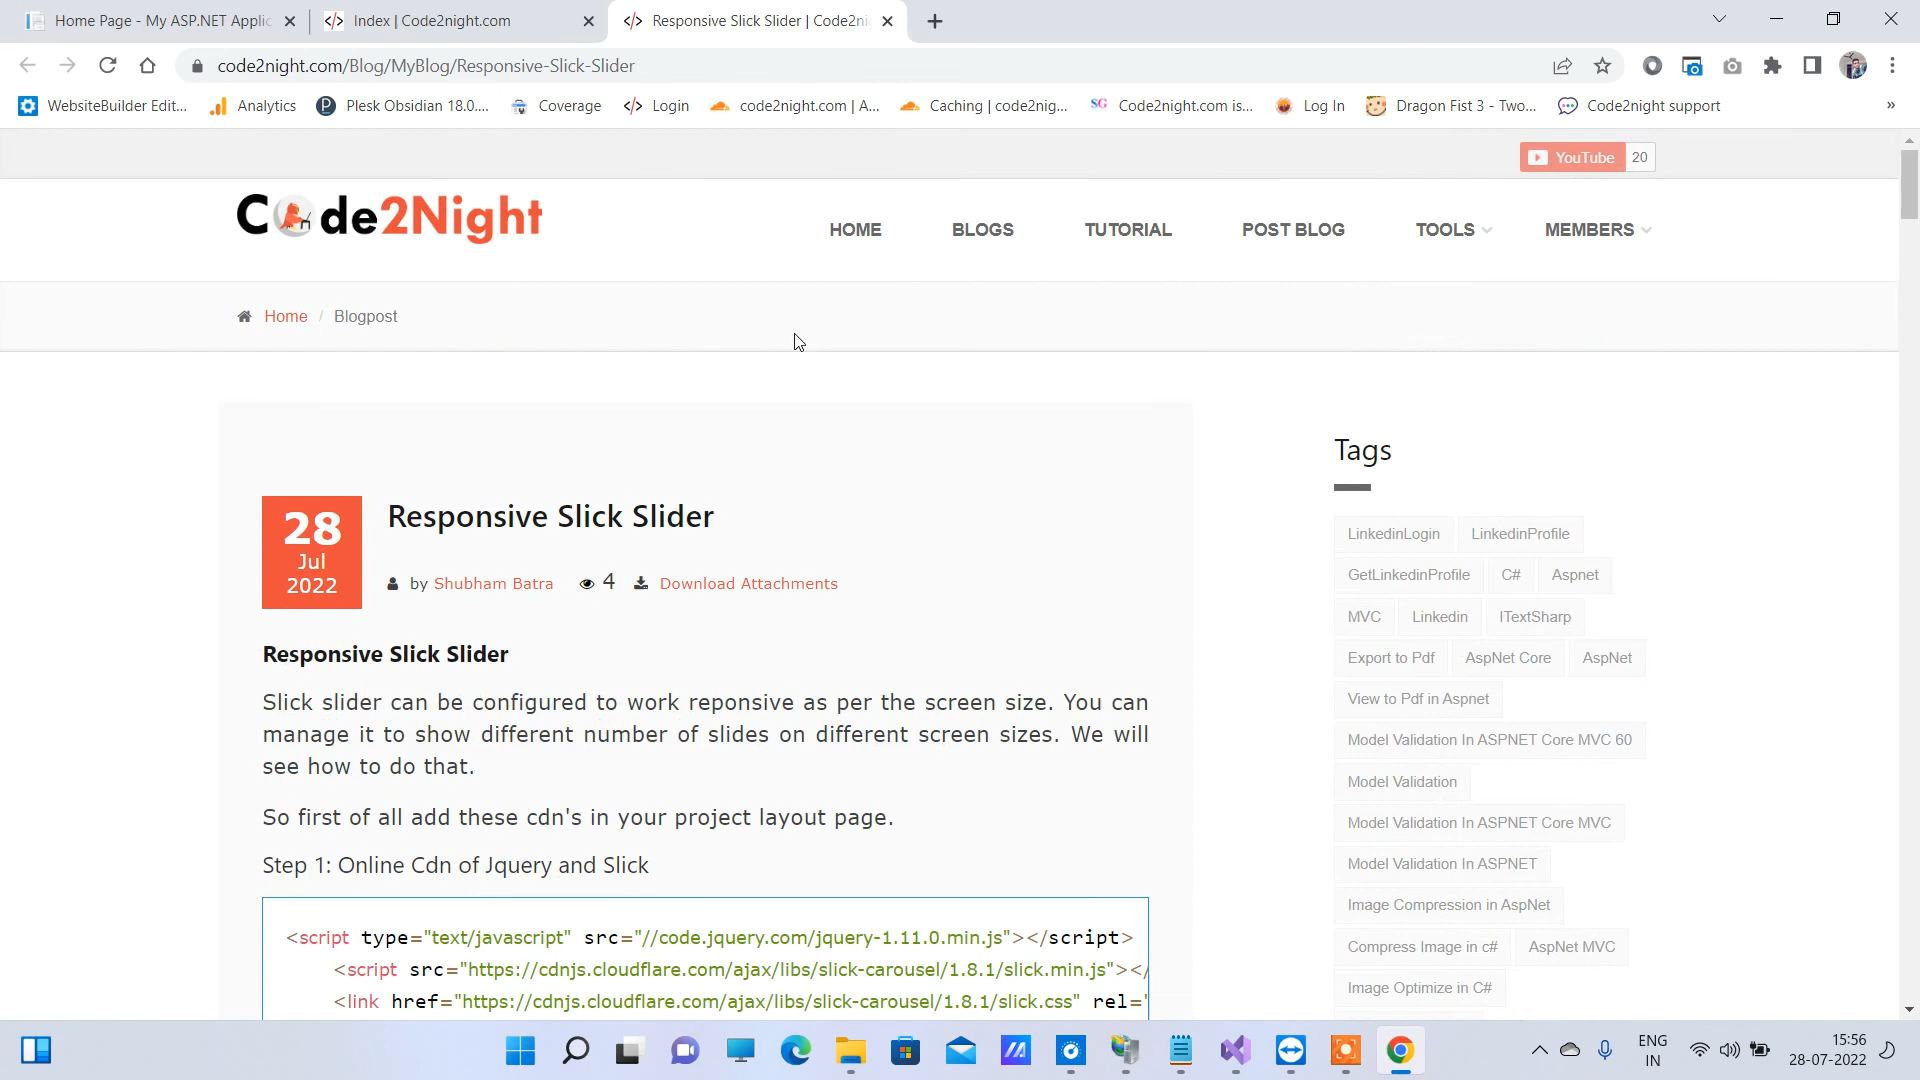 Home Page - My ASP.NET Applic
Index | Code2night.com
Responsive Slick Slider | Code2ni
code2night.com/Blog/MyBlog/Responsive-Slick-Slider
WebsiteBuilder Edit...
Analytics
Plesk Obsidian 18.0....
Coverage
Login
code2night.com | A...
Caching | code2nig...
SG
Code2night.com is...
Log In
Dragon Fist 3 - Two...
Code2night support
»
YouTube 20
Code2Night
HOME
BLOGS
TUTORIAL
POST BLOG
TOOLS
MEMBERS
Home / Blogpost
28
Jul
2022
Responsive Slick Slider
by Shubham Batra 4 Download Attachments
Responsive Slick Slider
Slick slider can be configured to work reponsive as per the screen size. You can
manage it to show different number of slides on different screen sizes. We will
see how to do that.
So first of all add these cdn's in your project layout page.
Step 1: Online Cdn of Jquery and Slick
<script type="text/javascript" src="//code.jquery.com/jquery-1.11.0.min.js"></script>
<script src="https://cdnjs.cloudflare.com/ajax/libs/slick-carousel/1.8.1/slick.min.js"></
<link href="https://cdnjs.cloudflare.com/ajax/libs/slick-carousel/1.8.1/slick.css" rel="
Tags
LinkedinLogin LinkedinProfile
GetLinkedinProfile C# Aspnet
MVC Linkedin ITextSharp
Export to Pdf AspNet Core AspNet
View to Pdf in Aspnet
Model Validation In ASPNET Core MVC 60
Model Validation
Model Validation In ASPNET Core MVC
Model Validation In ASPNET
Image Compression in AspNet
Compress Image in c# AspNet MVC
Image Optimize in C#
ENG
IN
15:56
28-07-2022